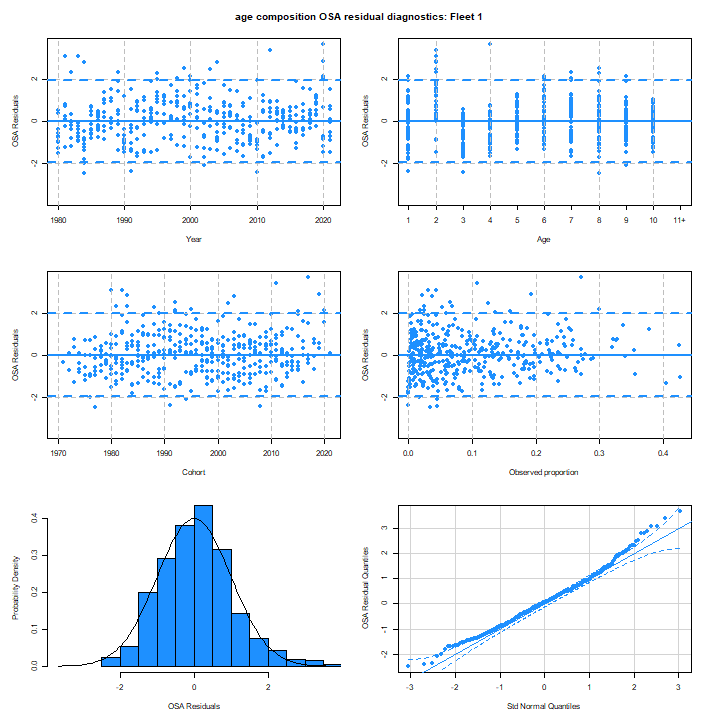 age composition OSA residual diagnostics: Fleet 1
OSA Residuals
2
0
-2
1980 1990 2000 2010 2020
Year
OSA Residuals
2
0
-2
1 2 3 4 5 6 7 8 9 10 11+
Age
OSA Residuals
2
0
-2
1970 1980 1990 2000 2010 2020
Cohort
OSA Residuals
2
0
-2
0.0 0.1 0.2 0.3 0.4
Observed proportion
Probability Density
0.4
0.3
0.2
0.1
0.0
-2 0 2
OSA Residuals
OSA Residual Quantiles
3
2
1
0
-1
-2
-3 -2 -1 0 1 2 3
Std Normal Quantiles